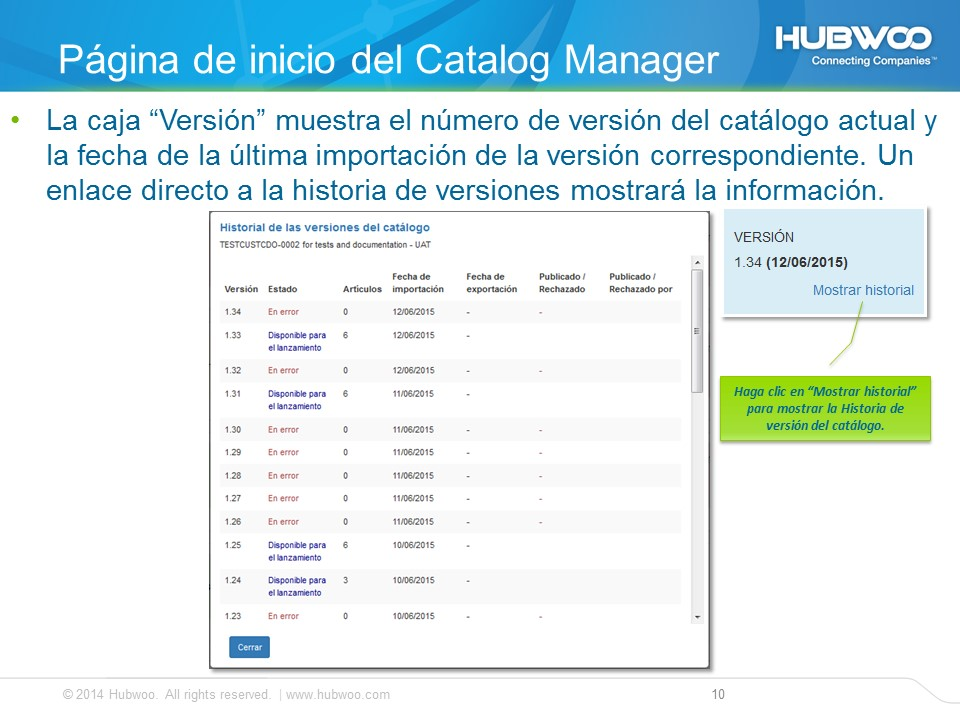 Página de inicio del Catalog Manager
HUBWOO
Connecting Companies™
• La caja “Versión” muestra el número de versión del catálogo actual y
la fecha de la última importación de la versión correspondiente. Un
enlace directo a la historia de versiones mostrará la información.
Historial de las versiones del catálogo
TESTCUSTCDO-0002 for tests and documentation - UAT
Versión Estado Artículos Fecha de importación Fecha de exportación Publicado / Rechazado Publicado / Rechazado por
1.34 En error 0 12/06/2015 - -
1.33 Disponible para el lanzamiento 6 12/06/2015 -
1.32 En error 0 12/06/2015 - -
1.31 Disponible para el lanzamiento 6 11/06/2015 -
1.30 En error 0 11/06/2015 - -
1.29 En error 0 11/06/2015 - -
1.28 En error 0 11/06/2015 - -
1.27 En error 0 11/06/2015 - -
1.26 En error 0 11/06/2015 - -
1.25 Disponible para el lanzamiento 6 10/06/2015 -
1.24 Disponible para el lanzamiento 3 10/06/2015 -
1.23 En error 0 10/06/2015 - -
Cerrar
VERSIÓN
1.34 (12/06/2015)
Mostrar historial
Haga clic en “Mostrar historial”
para mostrar la Historia de
versión del catálogo.
© 2014 Hubwoo. All rights reserved. | www.hubwoo.com
10